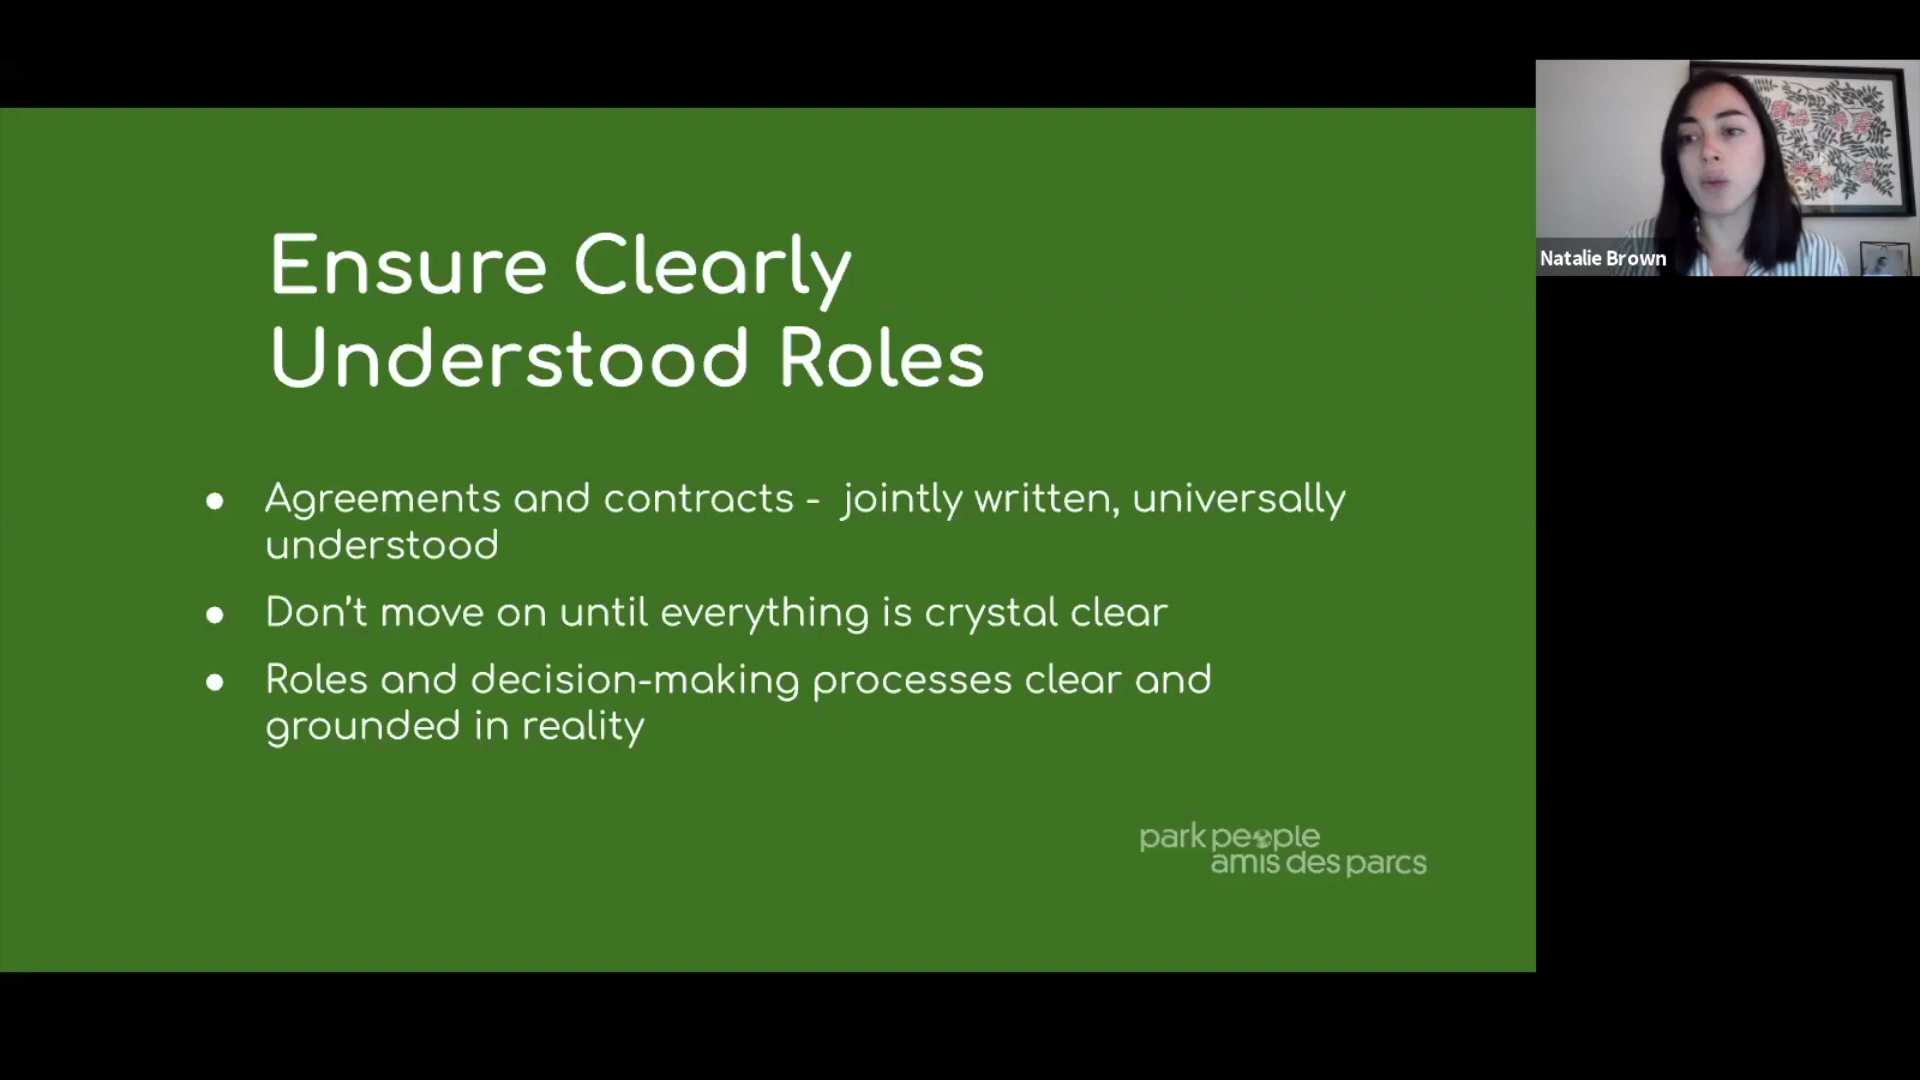 Ensure Clearly
Understood Roles
● Agreements and contracts - jointly written, universally
understood
● Don't move on until everything is crystal clear
● Roles and decision-making processes clear and
grounded in reality
park people
amis des parcs
Natalie Brown